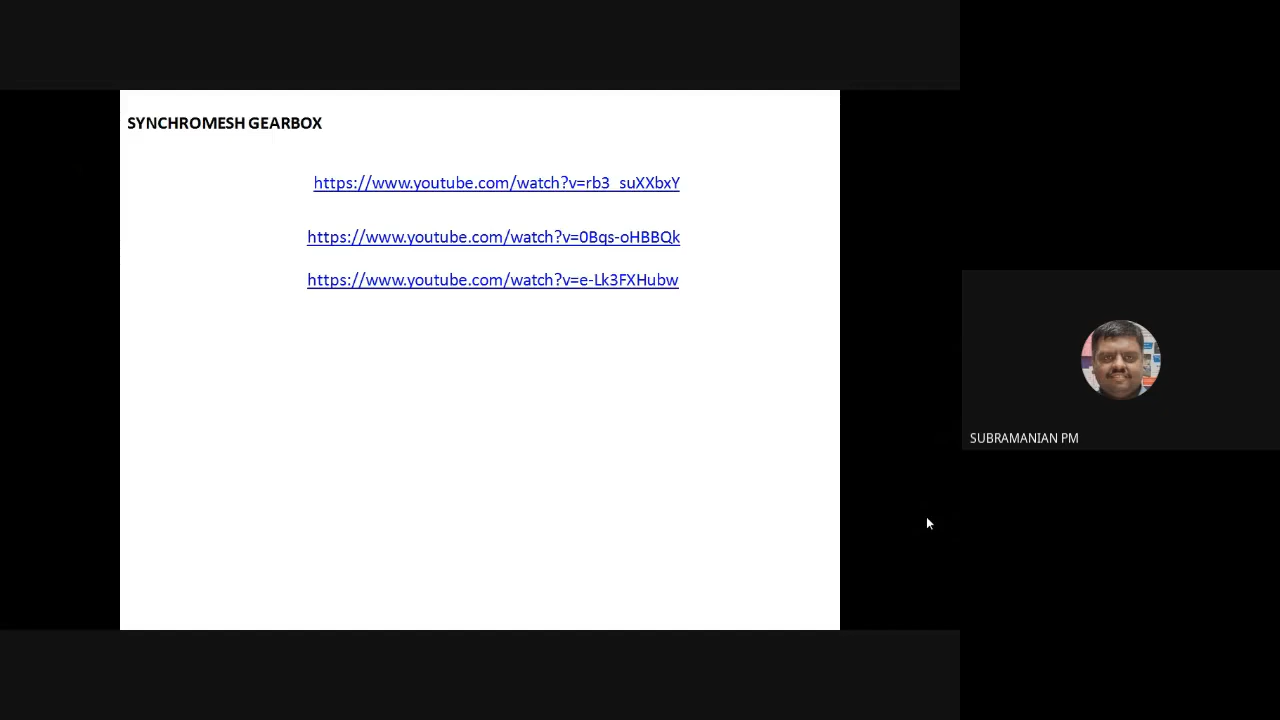 SYNCHROMESH GEARBOX
https://www.youtube.com/watch?v=rb3_suXXbxY
https://www.youtube.com/watch?v=0Bqs-oHBBQk
https://www.youtube.com/watch?v=e-Lk3FXHubw
SUBRAMANIAN PM